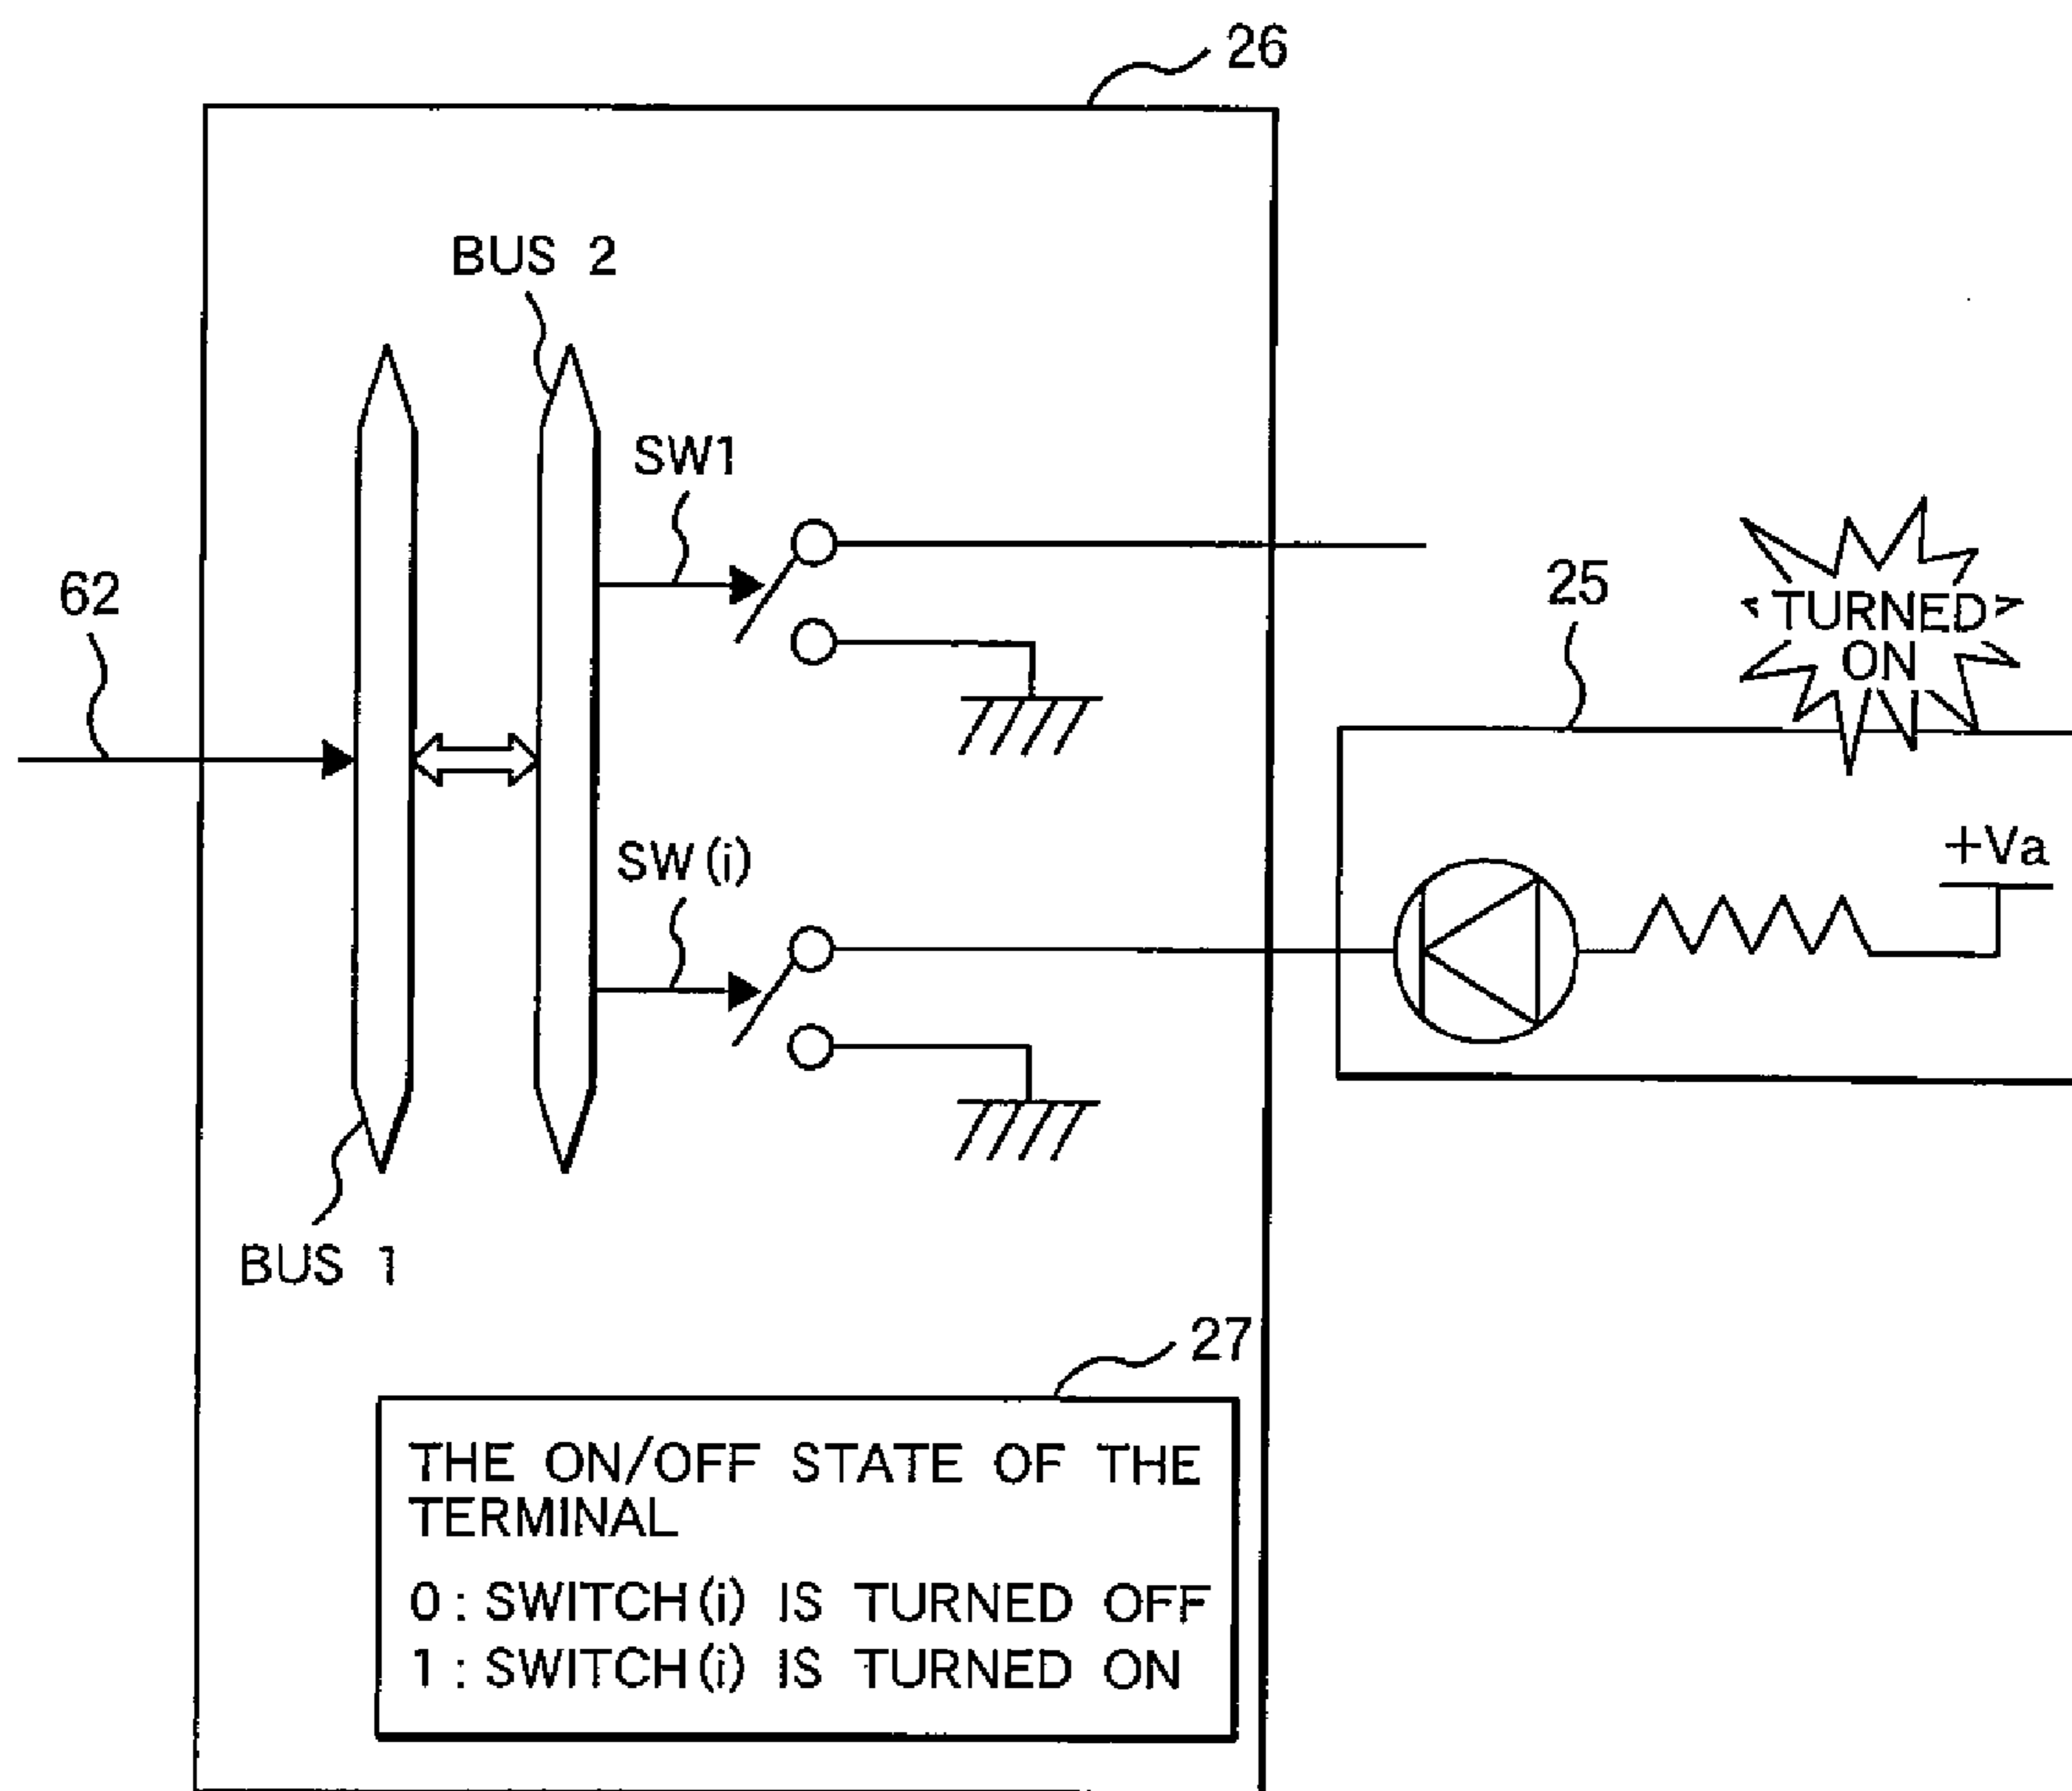 26
BUS 2
SW1
62
25
TURNED
ON
+Va
SW(i)
BUS 1
27
THE ON/OFF STATE OF THE
TERMINAL
0 : SWITCH(i) IS TURNED OFF
1 : SWITCH(i) IS TURNED ON